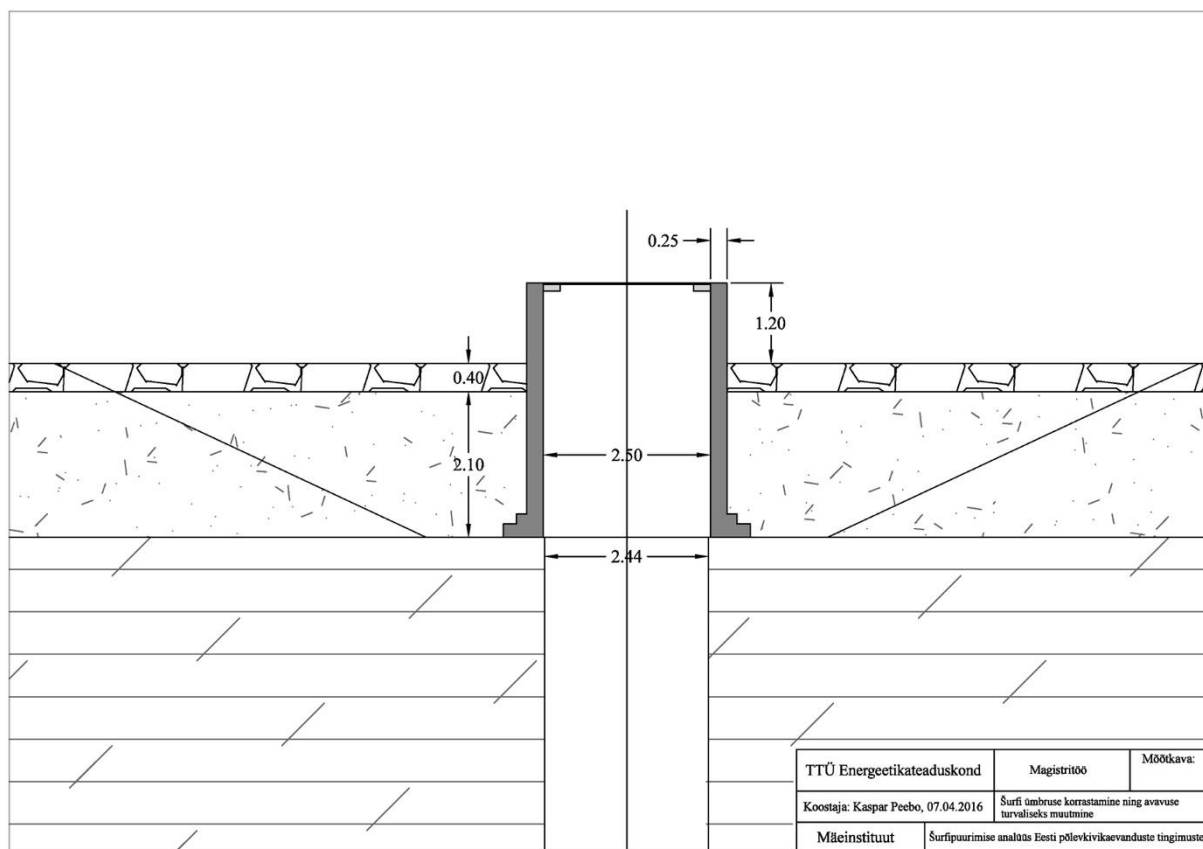 0.25
1.20
0.40
2.10
2.50
2.44
TTÜ Energeetikateaduskond
Magistritöö
Mõõtkava:
Koostaja: Kaspar Peebo, 07.04.2016
Šurfi ümbruse korrastamine ning avavuse
turvaliseks muutmine
Mäeinstituut
Šurfipuurimise analüüs Eesti põlevkivikaevanduste tingimuste